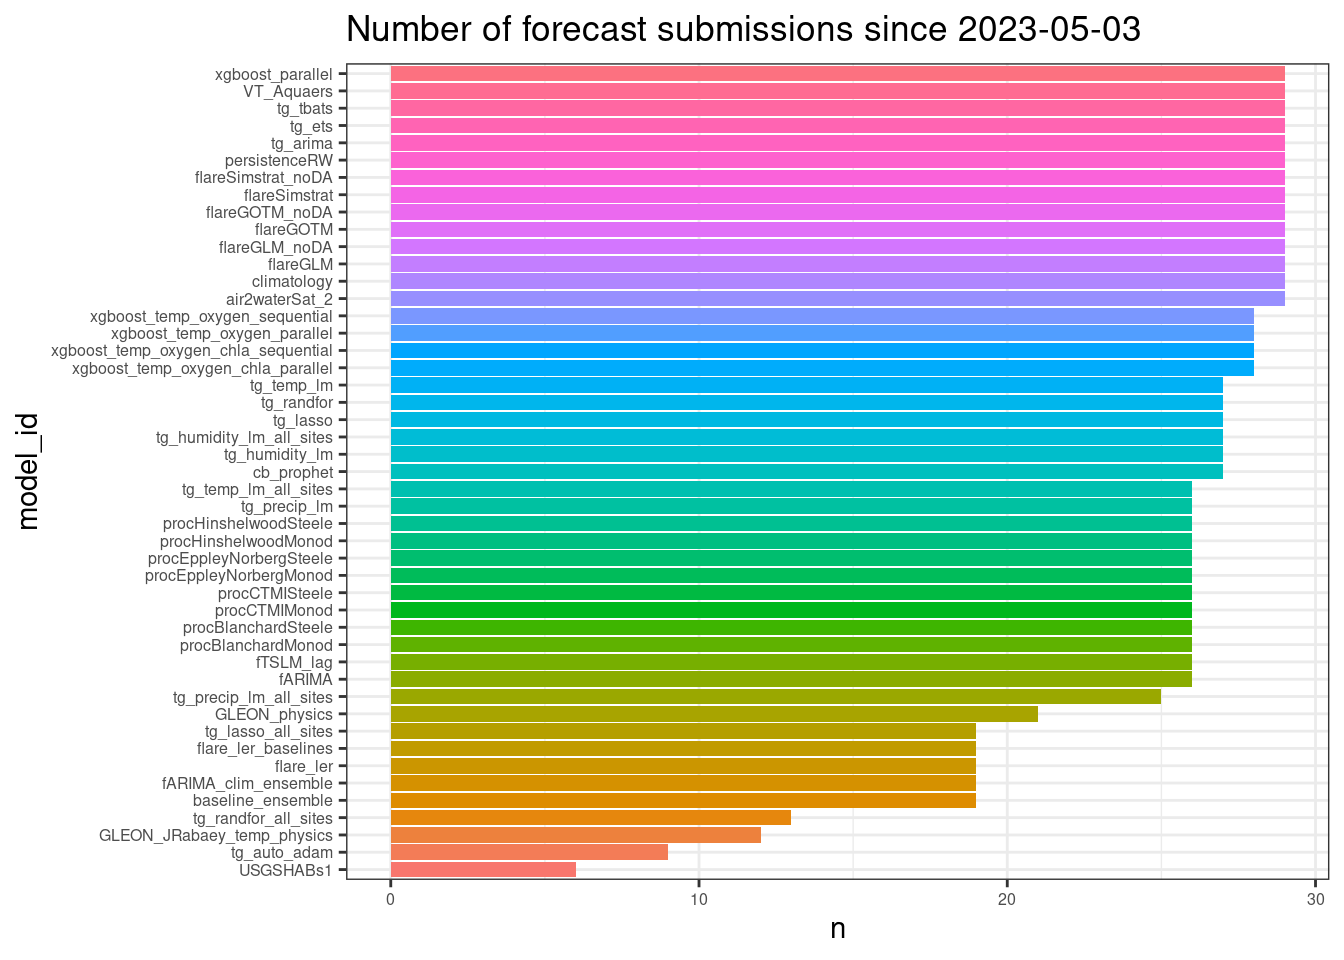 Number of forecast submissions since 2023-05-03
xgboost_parallel
VT_Aquaers
tg_tbats
tg_ets
tg_arima
persistenceRW
flareSimstrat_noDA
flareSimstrat
flareGOTM_noDA
flareGOTM
flareGLM_noDA
flareGLM
climatology
air2waterSat_2
xgboost_temp_oxygen_sequential
xgboost_temp_oxygen_parallel
xgboost_temp_oxygen_chla_sequential
xgboost_temp_oxygen_chla_parallel
tg_temp_lm
tg_randfor
tg_lasso
tg_humidity_lm_all_sites
tg_humidity_lm
cb_prophet
tg_temp_lm_all_sites
tg_precip_lm
procHinshelwoodSteele
procHinshelwoodMonod
procEppleyNorbergSteele
procEppleyNorbergMonod
procCTMISteele
procCTMIMonod
procBlanchardSteele
procBlanchardMonod
fTSLM_lag
fARIMA
tg_precip_lm_all_sites
GLEON_physics
tg_lasso_all_sites
flare_ler_baselines
flare_ler
fARIMA_clim_ensemble
baseline_ensemble
tg_randfor_all_sites
GLEON_JRabaey_temp_physics
tg_auto_adam
USGSHABs1
model_id
0 10 20 30
n